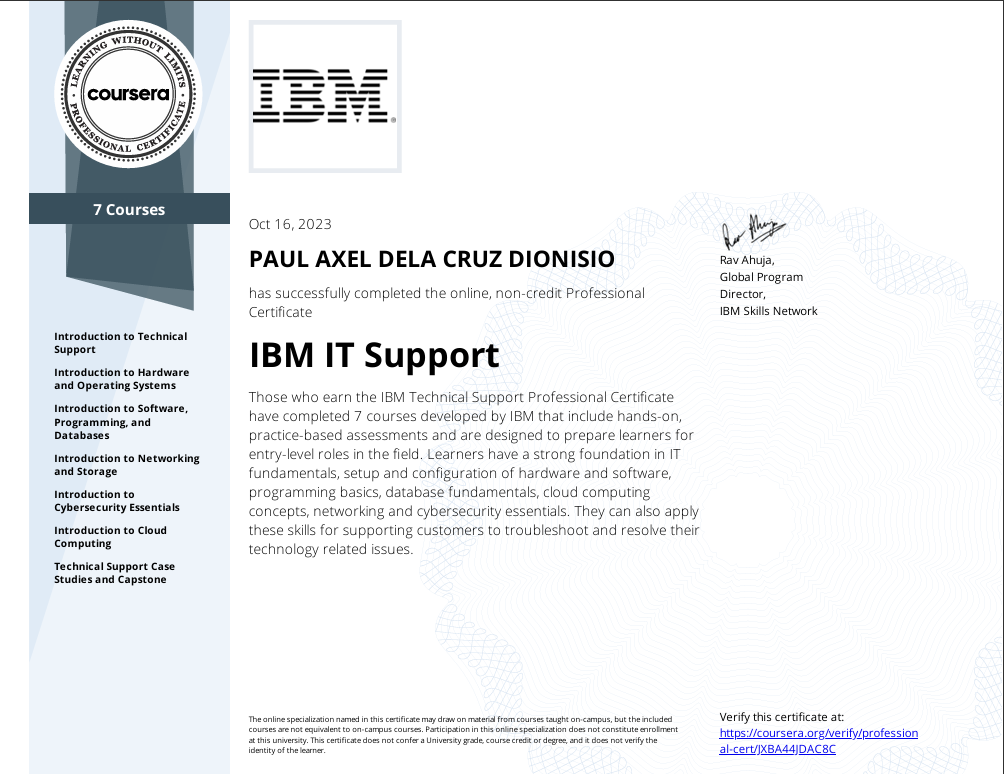 LEARNING WITHOUT LIMITS
coursera
PROFESSIONAL CERTIFICATE
IBM
7 Courses
Introduction to Technical
Support
Introduction to Hardware
and Operating Systems
Introduction to Software,
Programming, and
Databases
Introduction to Networking
and Storage
Introduction to
Cybersecurity Essentials
Introduction to Cloud
Computing
Technical Support Case
Studies and Capstone
Oct 16, 2023
PAUL AXEL DELA CRUZ DIONISIO
has successfully completed the online, non-credit Professional
Certificate
IBM IT Support
Those who earn the IBM Technical Support Professional Certificate
have completed 7 courses developed by IBM that include hands-on,
practice-based assessments and are designed to prepare learners for
entry-level roles in the field. Learners have a strong foundation in IT
fundamentals, setup and configuration of hardware and software,
programming basics, database fundamentals, cloud computing
concepts, networking and cybersecurity essentials. They can also apply
these skills for supporting customers to troubleshoot and resolve their
technology related issues.
Rav Ahuja
Rav Ahuja,
Global Program
Director,
IBM Skills Network
The online specialization named in this certificate may draw on material from courses taught on-campus, but the included
courses are not equivalent to on-campus courses. Participation in this online specialization does not constitute enrollment
at this university. This certificate does not confer a University grade, course credit or degree, and it does not verify the
identity of the learner.
Verify this certificate at:
https://coursera.org/verify/profession
al-cert/JXBA44JDAC8C